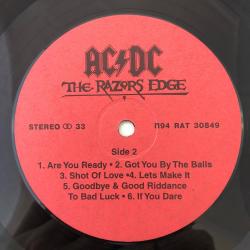 AC/DC
THE RAZORS EDGE
STEREO 33
П94 RAT 30849
Side 2
1. Are You Ready • 2. Got You By The Balls
3. Shot Of Love •4. Lets Make It
5. Goodbye & Good Riddance
To Bad Luck • 6. If You Dare